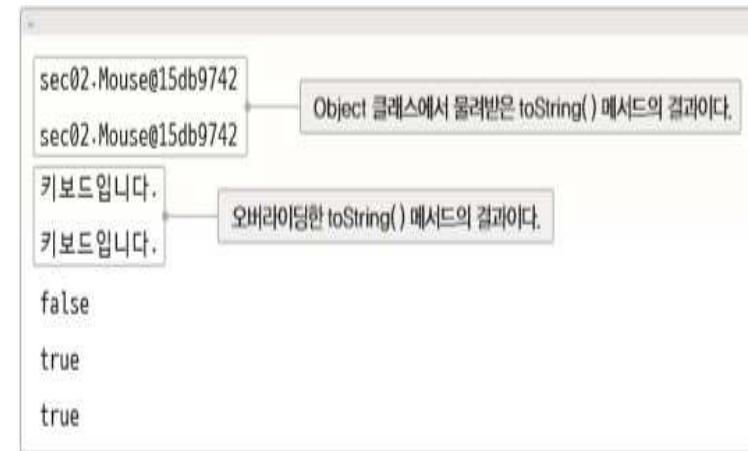 sec02.Mouse@15db9742
Object 클래스에서 물려받은 toString( ) 메서드의 결과이다.
sec02.Mouse@15db9742
키보드입니다.
오버라이딩한 toString( ) 메서드의 결과이다.
키보드입니다.
false
true
true